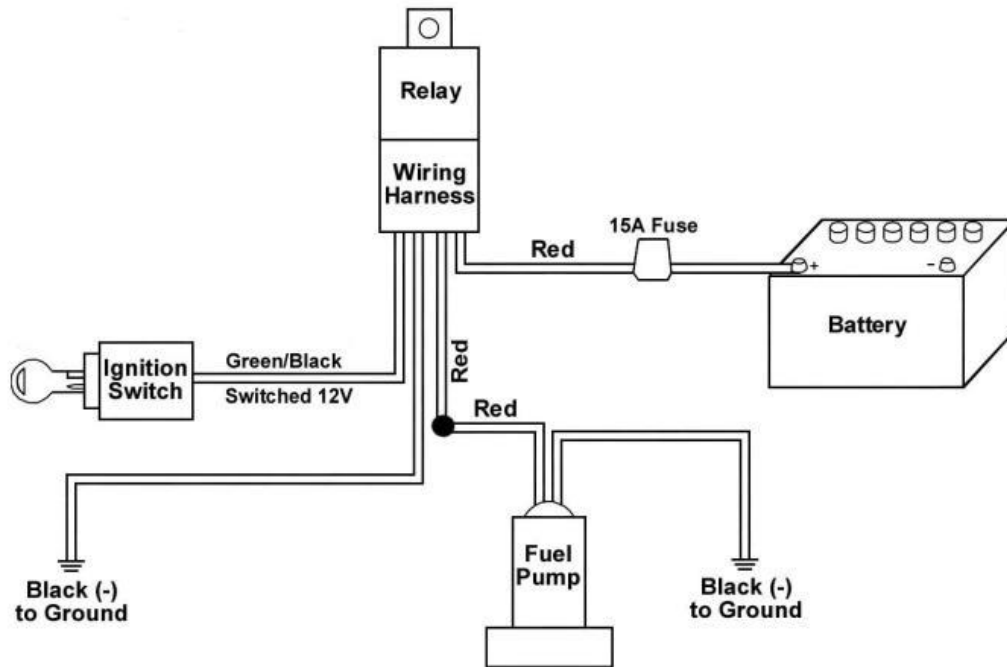 Relay
Wiring
Harness
15A Fuse
Red
+
-
Battery
Ignition
Switch
Green/Black
Switched 12V
Red
Red
Fuel
Pump
Black (-)
to Ground
Black (-)
to Ground